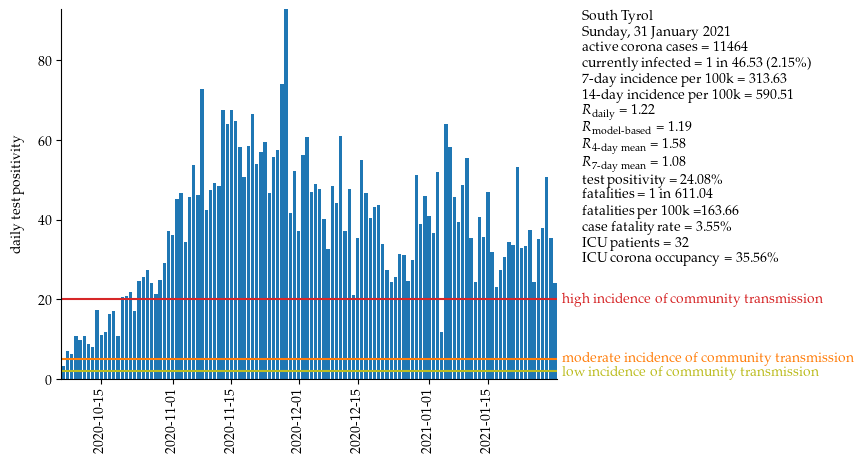 South Tyrol
Sunday, 31 January 2021
active corona cases = 11464
currently infected = 1 in 46.53 (2.15%)
7-day incidence per 100k = 313.63
14-day incidence per 100k = 590.51
R daily = 1.22
R model-based = 1.19
R 4-day mean = 1.58
R 7-day mean = 1.08
test positivity = 24.08%
fatalities = 1 in 611.04
fatalities per 100k =163.66
case fatality rate = 3.55%
ICU patients = 32
ICU corona occupancy = 35.56%
high incidence of community transmission
moderate incidence of community transmission
low incidence of community transmission
daily test positivity
80
60
40
20
0
2020-10-15
2020-11-01
2020-11-15
2020-12-01
2020-12-15
2021-01-01
2021-01-15